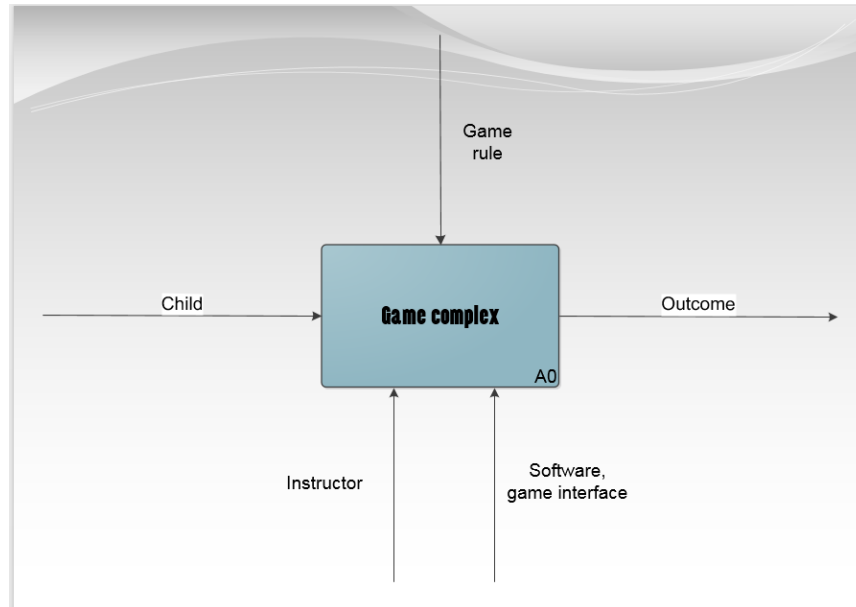 Game
rule
Child
Game complex
Outcome
A0
Instructor
Software,
game interface